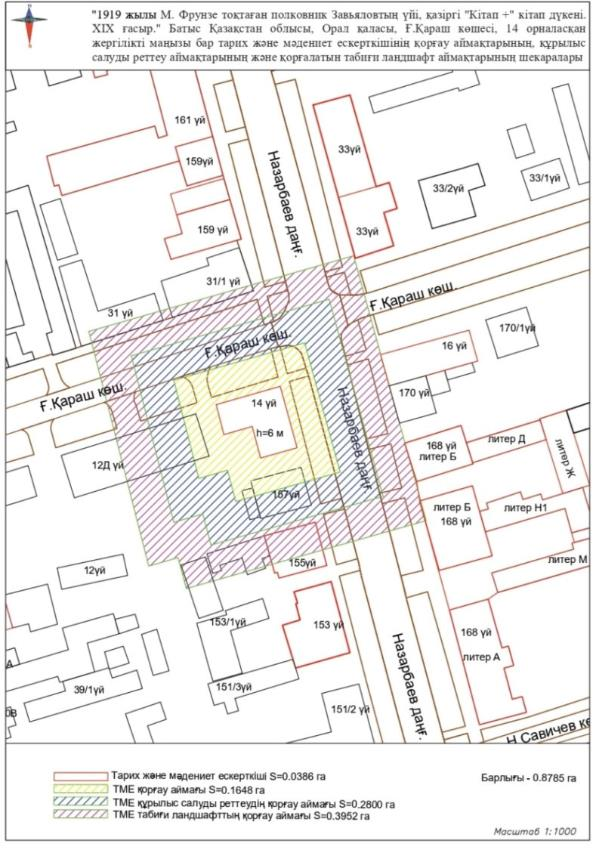 "1919 жылы М. Фрунзе тоқтаған полковник Завьяловтың үйі, қазіргі "Кітап +" кітап дүкені.
XIX ғасыр." Батыс Қазақстан облысы, Орал қаласы, Ғ.Қараш көшесі, 14 орналасқан
жергілікті маңызы бар тарих және мәдениет ескерткішінің қорғау аймақтарының, құрылыс
салуды реттеу аймақтарының және қорғалатын табиғи ландшафт аймақтарының шекаралары
161 үй
Назарбаев даңғ.
33үй
159үй
33/2үй
33/1үй
159 үй
33үй
31/1 үй
31 үй
Ғ.Қараш көш.
170/1үй
Ғ.Қараш көш.
16 үй
Ғ.Қараш көш.
14 үй
170 үй
h=6 м
Назарбаев даңғ.
168 үй
литер Б
литер Д
литер Ж
12Д үй
157үй
литер Б
168 үй
литер Н1
155үй
литер М
12үй
153/1үй
153 үй
168 үй
литер А
А
39/1үй
151/3үй
Назарбаев даңғ.
0В
151/2 үй
Н.Савичев кө
Тарих және мәдениет ескерткіші S=0.0386 га
Барлығы - 0.8785 га
ТМЕ қорғау аймағы S=0.1648 га
ТМЕ құрылыс салуды реттеудің қорғау аймағы S=0.2800 га
ТМЕ табиғи ландшафттың қорғау аймағы S=0.3952 га
Масштаб 1:1000